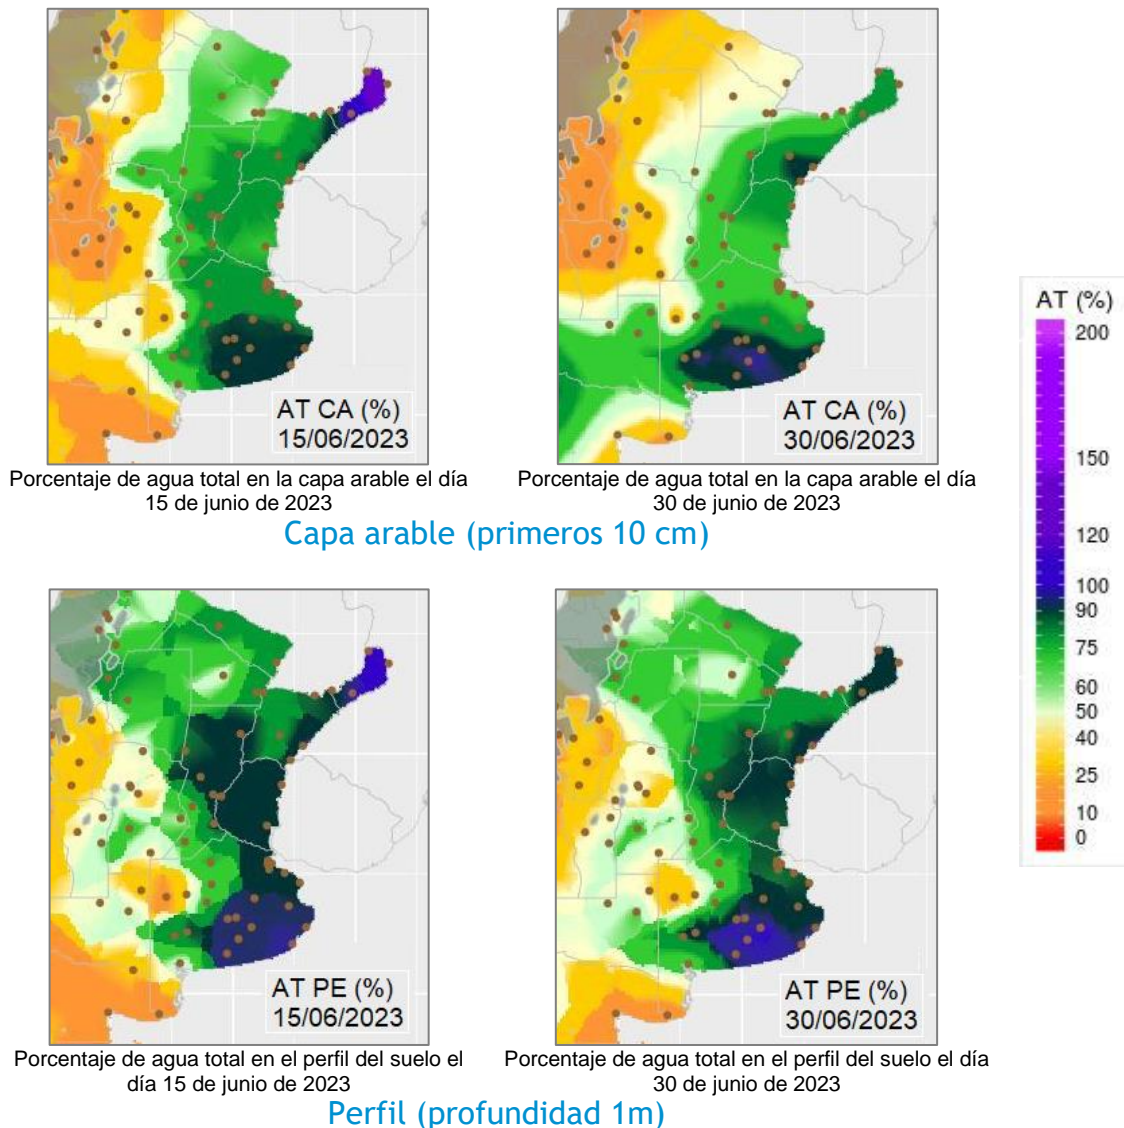 AT CA (%)
15/06/2023
AT CA (%)
30/06/2023
Porcentaje de agua total en la capa arable el día
15 de junio de 2023
Porcentaje de agua total en la capa arable el día
30 de junio de 2023
Capa arable (primeros 10 cm)
AT (%)
200
150
120
100
90
75
60
50
40
25
10
0
AT PE (%)
15/06/2023
AT PE (%)
30/06/2023
Porcentaje de agua total en el perfil del suelo el
día 15 de junio de 2023
Porcentaje de agua total en el perfil del suelo el día
30 de junio de 2023
Perfil (profundidad 1m)